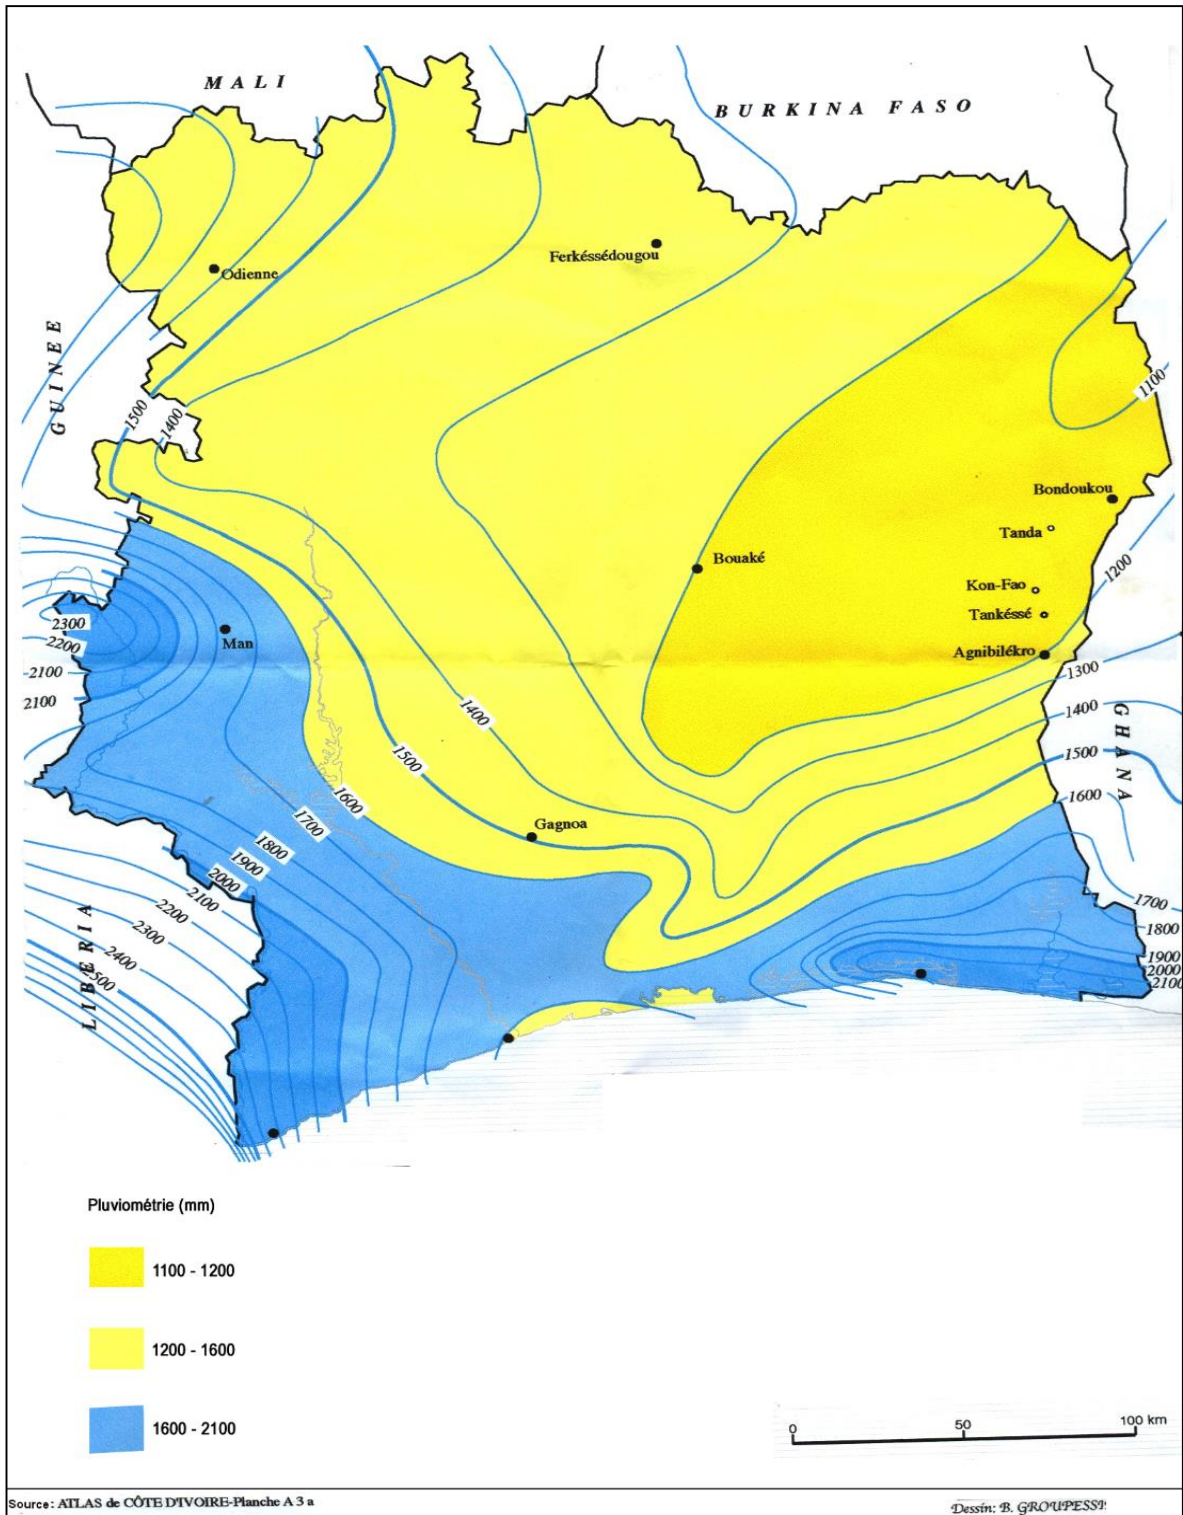 MALI
BURKINA FASO
Ferkéssédougou
Odienne
GUINEE
1500
1400
1100
Bondoukou
Tanda
1200
Bouaké
Kon-Fao
Tankéssé
2300
Man
2200
Agnibilékro
1300
2100
2100
1400
1400
GHANA
1500
1500
1600
1600
1700
Gagnoa
1800
1900
2000
2100
2200
2300
2400
2500
LIBERIA
1700
1800
1900
2000
2100
Pluviométrie (mm)
1100 - 1200
1200 - 1600
1600 - 2100
0 50 100 km
Source: ATLAS de CÔTE D'IVOIRE-Planche A 3 a
Dessin: B. GROUPESSI